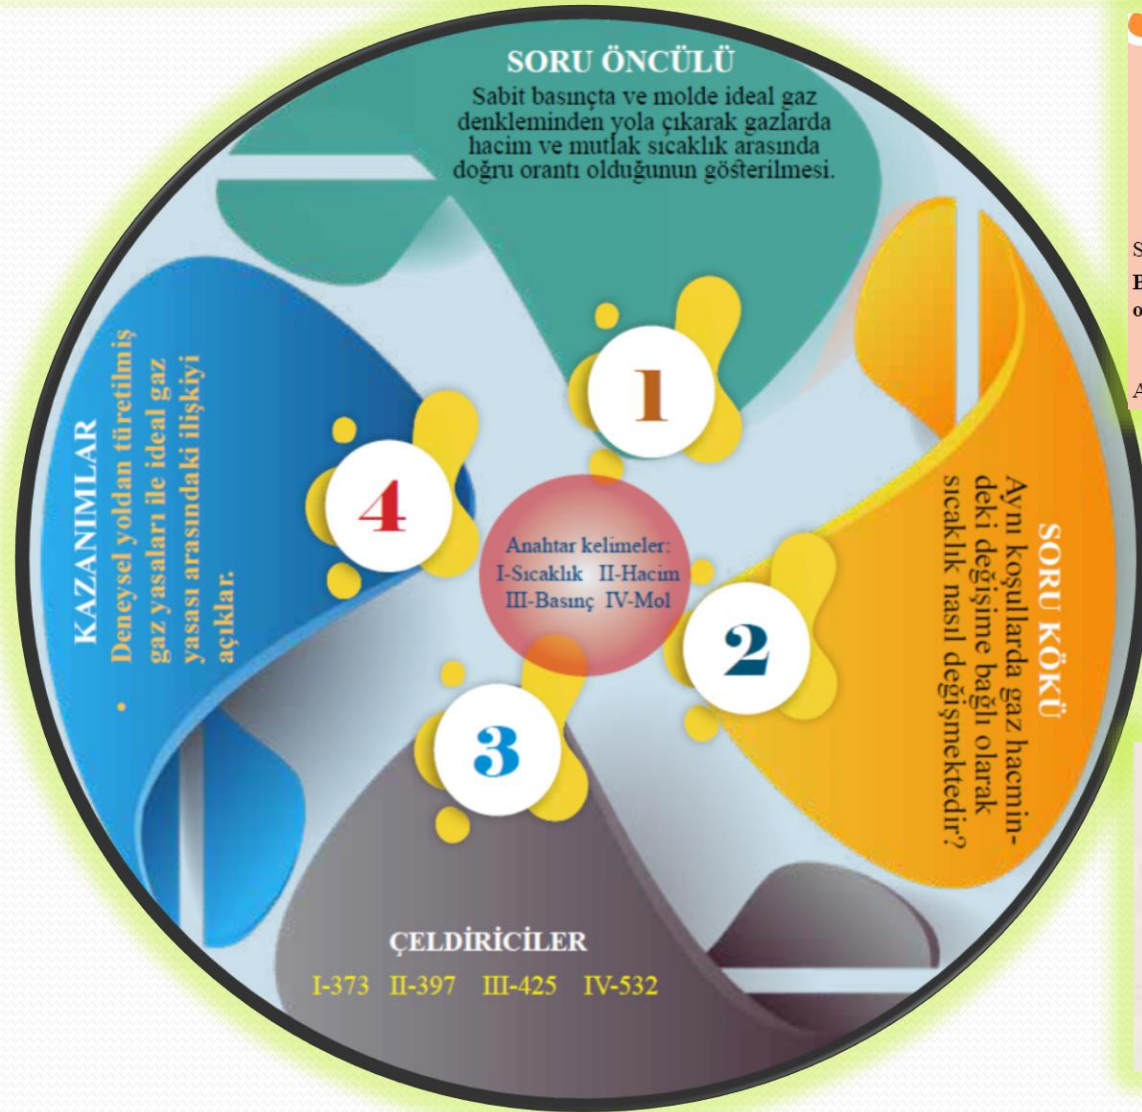 SORU ÖNCÜLÜ
Sabit basınçta ve molde ideal gaz
denkleminden yola çıkarak gazlarda
hacim ve mutlak sıcaklık arasında
doğru orantı olduğunun gösterilmesi.
1
SORU KÖKÜ
Aynı koşullarda gaz hacmin-
deki değişime bağlı olarak
sıcaklık nasıl değişmektedir?
2
Anahtar kelimeler:
I-Sıcaklık II-Hacim
III-Basınç IV-Mol
3
ÇELDİRİCİLER
I-373 II-397 III-425 IV-532
4
KAZANIMLAR
• Deneysel yoldan türetilmiş
gaz yasaları ile ideal gaz
yasası arasındaki ilişkiyi
açıklar.